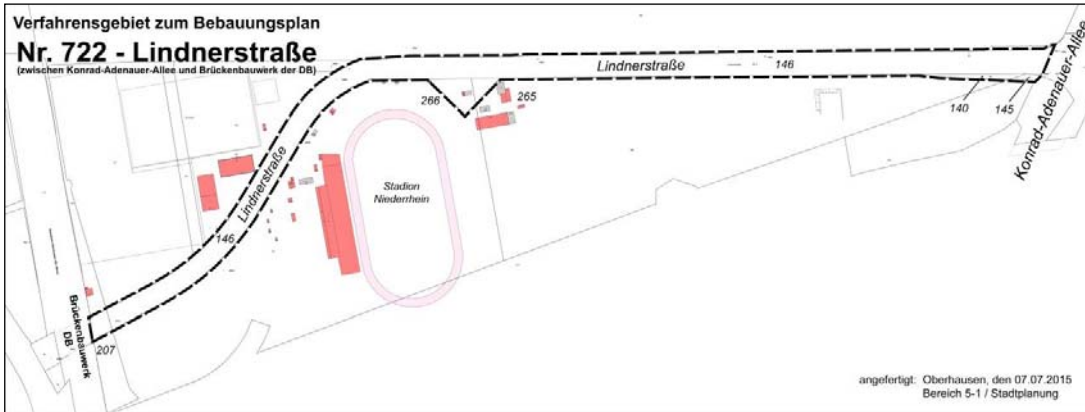 Verfahrensgebiet zum Bebauungsplan
Nr. 722 - Lindnerstraße
(zwischen Konrad-Adenauer-Allee und Brückenbauwerk der DB)
Lindnerstraße
146
Konrad-Adenauer-Allee
266
265
140
145
Lindnerstraße
Stadion
Niederrhein
146
Brückenbauwerk
DB
207
angefertigt: Oberhausen, den 07.07.2015
Bereich 5-1 / Stadtplanung